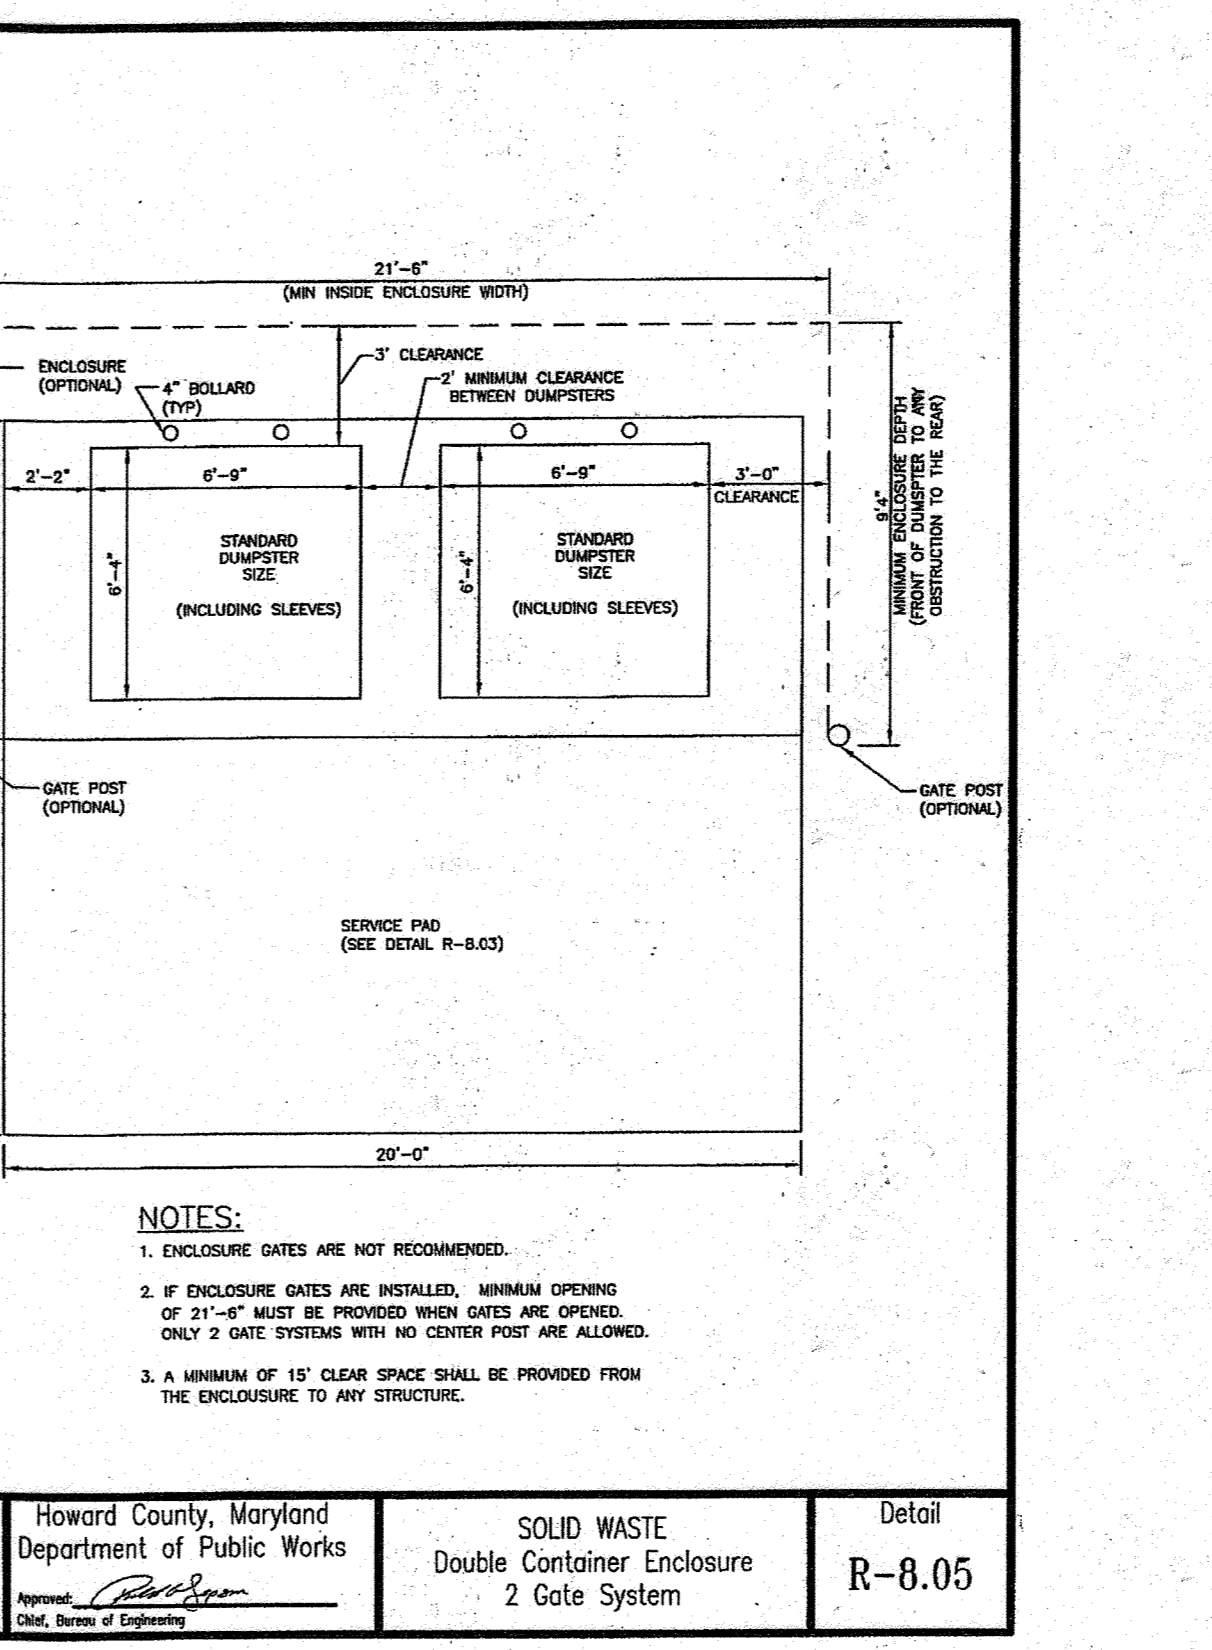 21'-6"
(MIN INSIDE ENCLOSURE WIDTH)
ENCLOSURE
(OPTIONAL)
4" BOLLARD
(TYP)
3' CLEARANCE
2' MINIMUM CLEARANCE
BETWEEN DUMPSTERS
2'-2"
6'-9"
6'-9"
3'-0"
CLEARANCE
6'-4"
STANDARD
DUMPSTER
SIZE
(INCLUDING SLEEVES)
6'-4"
STANDARD
DUMPSTER
SIZE
(INCLUDING SLEEVES)
9'4"
MINIMUM ENCLOSURE DEPTH
(FRONT OF DUMSPTER TO ANY
OBSTRUCTION TO THE REAR)
GATE POST
(OPTIONAL)
GATE POST
(OPTIONAL)
SERVICE PAD
(SEE DETAIL R-8.03)
20'-0"
NOTES:
1. ENCLOSURE GATES ARE NOT RECOMMENDED.
2. IF ENCLOSURE GATES ARE INSTALLED, MINIMUM OPENING
OF 21'-6" MUST BE PROVIDED WHEN GATES ARE OPENED.
ONLY 2 GATE SYSTEMS WITH NO CENTER POST ARE ALLOWED.
3. A MINIMUM OF 15' CLEAR SPACE SHALL BE PROVIDED FROM
THE ENCLOUSURE TO ANY STRUCTURE.
Howard County, Maryland
Department of Public Works
Approved:
Chief, Bureau of Engineering
SOLID WASTE
Double Container Enclosure
2 Gate System
Detail
R-8.05